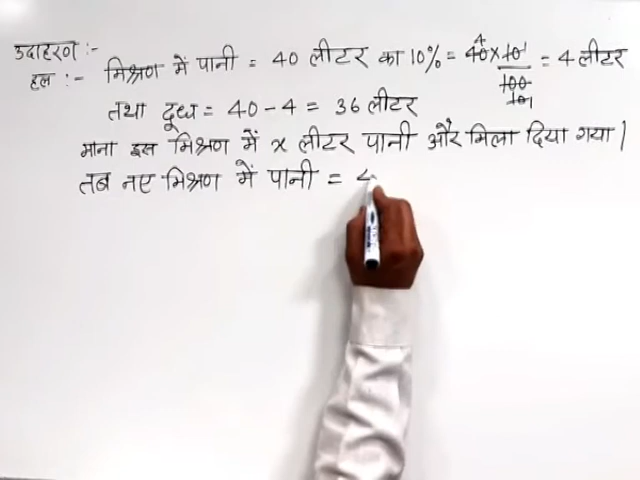 उदाहरण :-
हल :- मिश्रण में पानी = 40 लीटर का 10% = 40 × 10 / 100 = 4 लीटर
तथा दूध = 40 - 4 = 36 लीटर
माना इस मिश्रण में x लीटर पानी और मिला दिया गया |
तब नए मिश्रण में पानी = 4